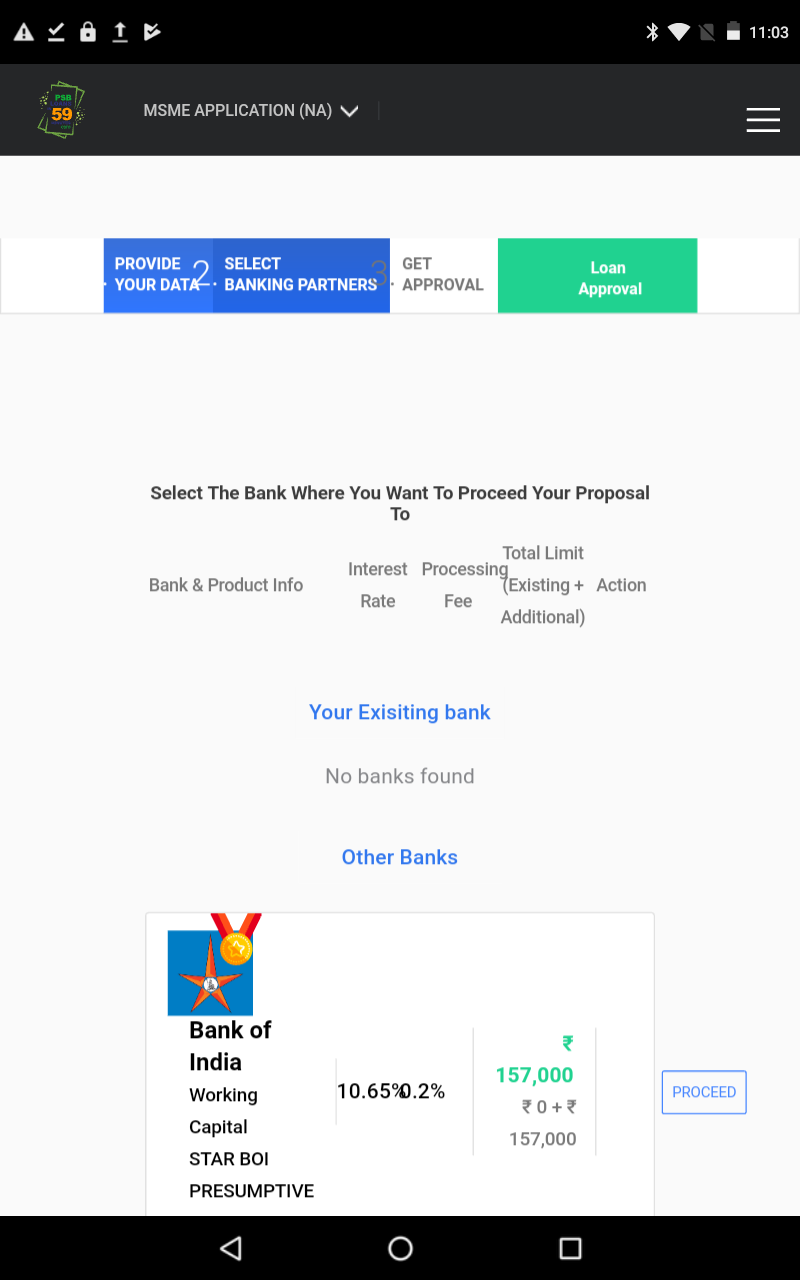 11:03
PSB
59
MSME APPLICATION (NA)
PROVIDE
YOUR DATA
2.
SELECT
BANKING PARTNERS
3.
GET
APPROVAL
Loan
Approval
Select The Bank Where You Want To Proceed Your Proposal
To
Bank & Product Info
Interest
Rate
Processing
Fee
Total Limit
(Existing +
Additional)
Action
Your Exisiting bank
No banks found
Other Banks
Bank of
India
Working
Capital
STAR BOI
PRESUMPTIVE
10.65%
0.2%
₹
157,000
₹ 0 + ₹
157,000
PROCEED